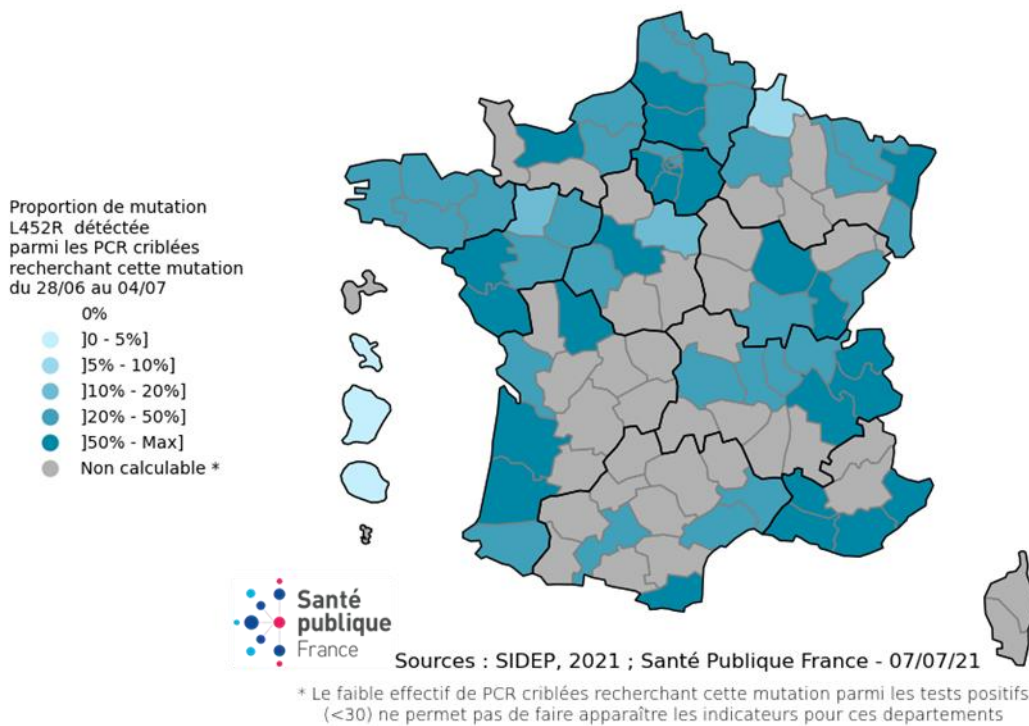 Proportion de mutation
L452R détéctée
parmi les PCR criblées
recherchant cette mutation
du 28/06 au 04/07
0%
]0 - 5%]
]5% - 10%]
]10% - 20%]
]20% - 50%]
]50% - Max]
Non calculable *
Santé
publique
France
Sources : SIDEP, 2021 ; Santé Publique France - 07/07/21
* Le faible effectif de PCR criblées recherchant cette mutation parmi les tests positifs
(<30) ne permet pas de faire apparaître les indicateurs pour ces departements